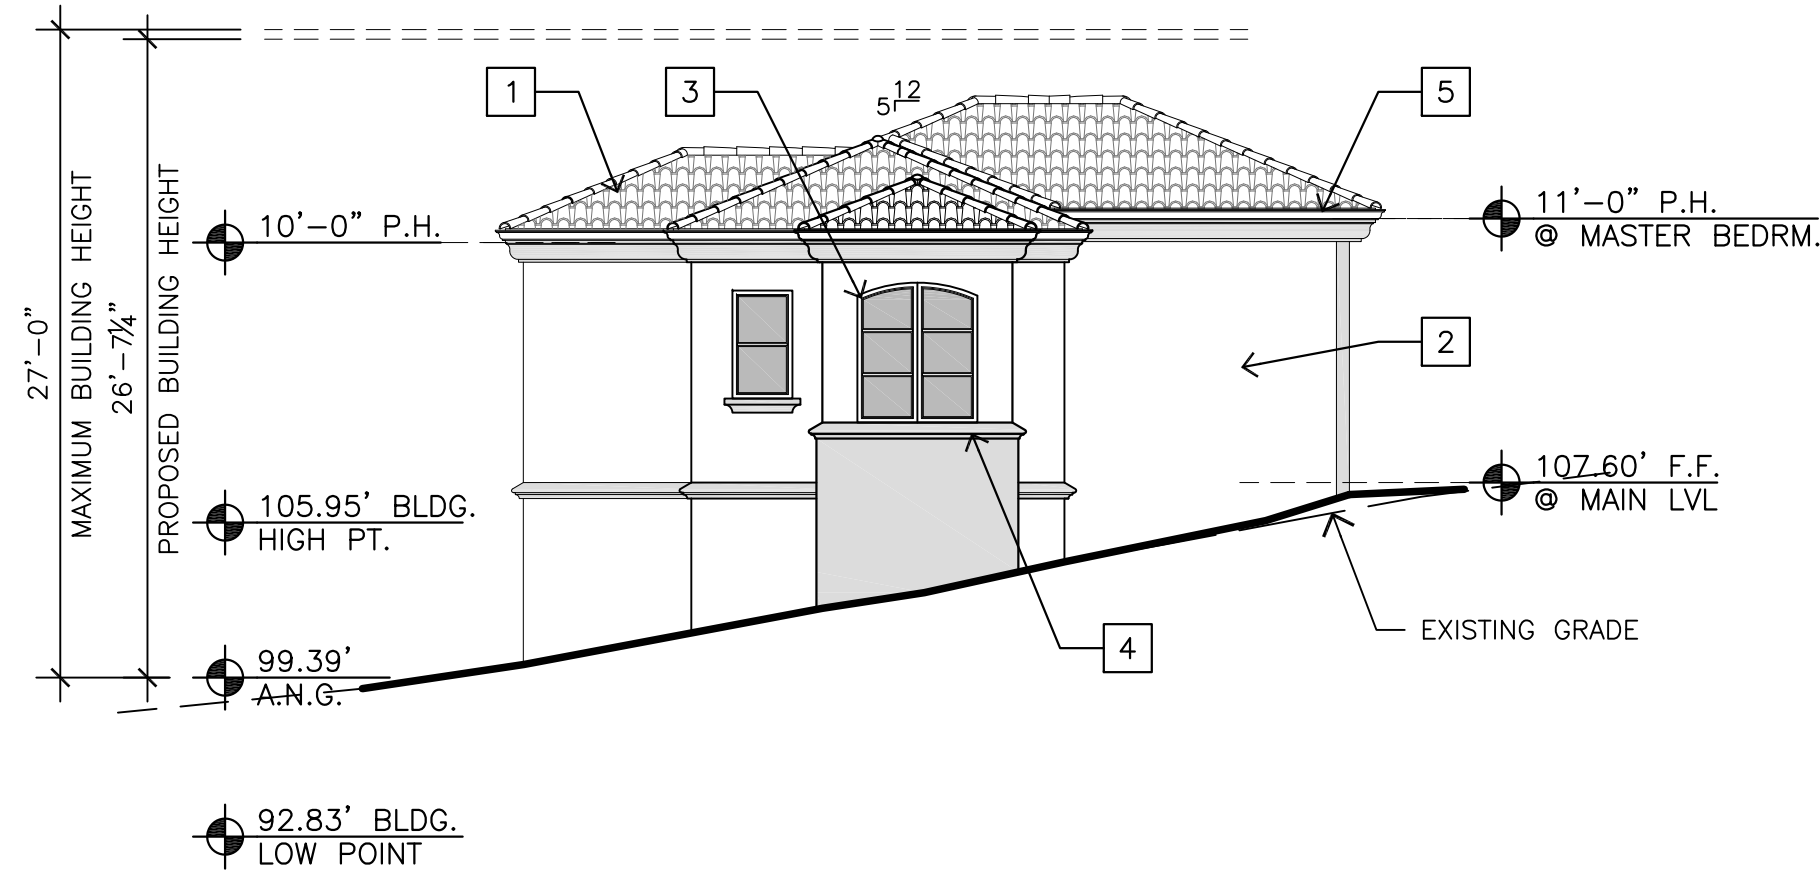 27'-0"
MAXIMUM BUILDING HEIGHT
26'-7¼"
PROPOSED BUILDING HEIGHT
1
3
5
12
5
10'-0" P.H.
11'-0" P.H.
@ MASTER BEDRM.
2
105.95' BLDG.
HIGH PT.
107.60' F.F.
@ MAIN LVL
EXISTING GRADE
4
99.39'
A.N.G.
92.83' BLDG.
LOW POINT